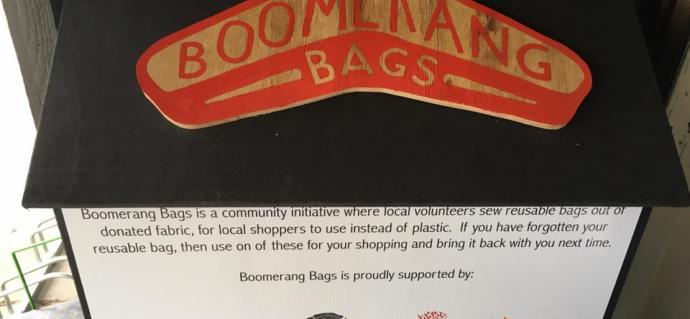 BOOMERANG
BAGS
Boomerang Bags is a community initiative where local volunteers sew reusable bags out of
donated fabric, for local shoppers to use instead of plastic. If you have forgotten your
reusable bag, then use on of these for your shopping and bring it back with you next time.
Boomerang Bags is proudly supported by: